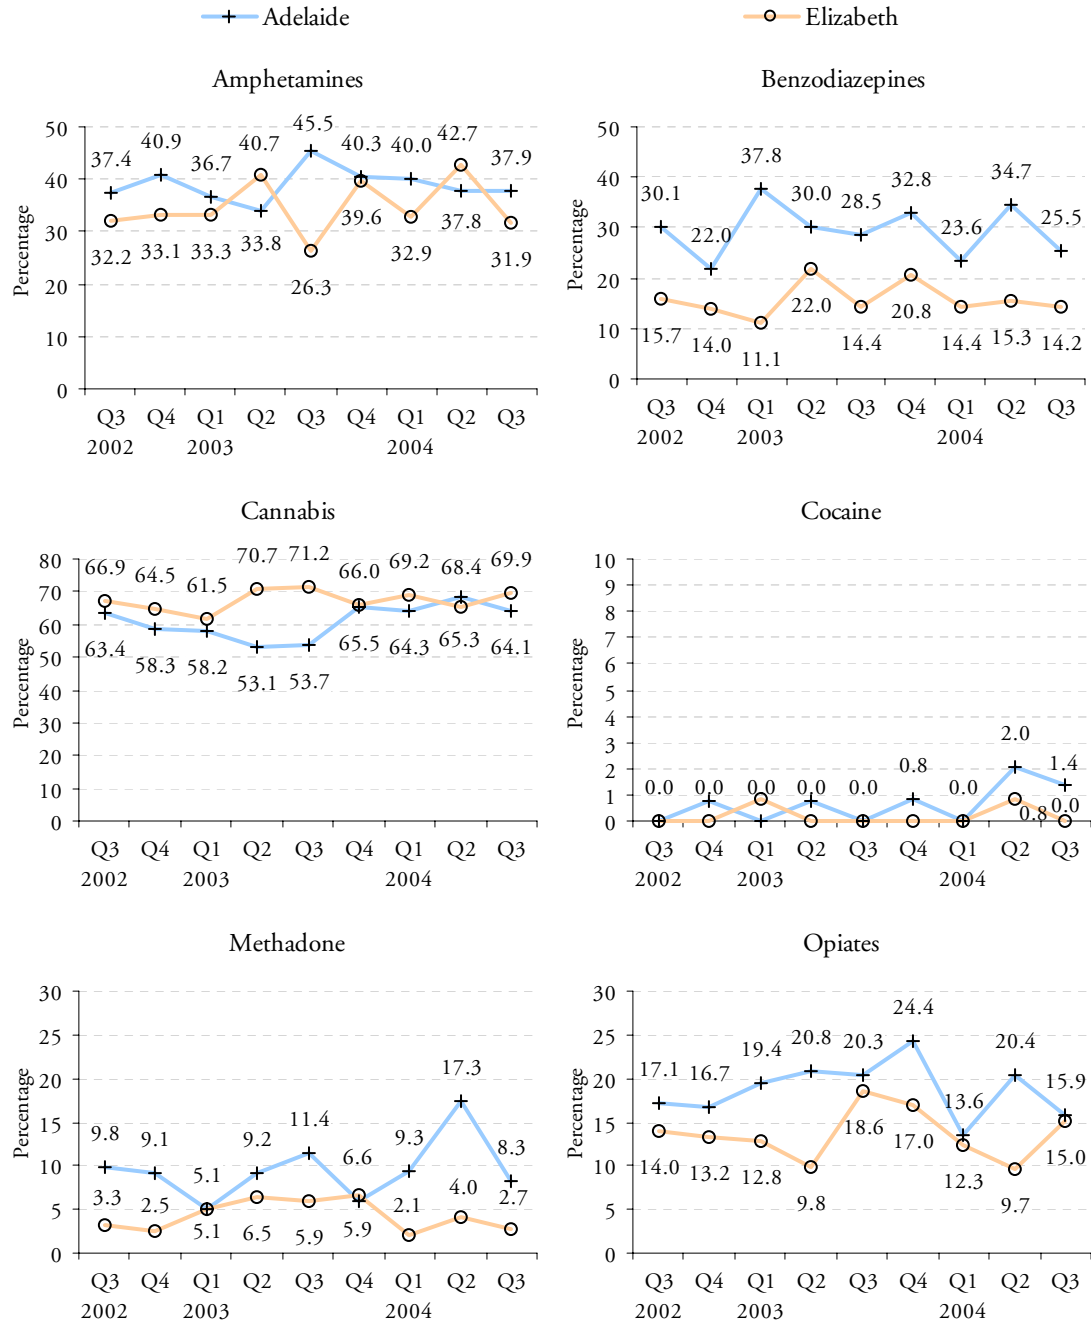 Adelaide
Elizabeth
Amphetamines
Percentage
50
40
30
20
10
0
37.4 40.9 36.7 40.7 45.5 40.3 40.0 42.7 37.9
32.2 33.1 33.3 33.8 26.3 39.6 32.9 37.8 31.9
Q3 Q4 Q1 Q2 Q3 Q4 Q1 Q2 Q3
2002 2003 2004
Benzodiazepines
Percentage
50
40
30
20
10
0
30.1 22.0 37.8 30.0 28.5 32.8 23.6 34.7 25.5
15.7 14.0 11.1 22.0 14.4 20.8 14.4 15.3 14.2
Q3 Q4 Q1 Q2 Q3 Q4 Q1 Q2 Q3
2002 2003 2004
Cannabis
Percentage
80
70
60
50
40
30
20
10
0
66.9 64.5 61.5 70.7 71.2 66.0 69.2 68.4 69.9
63.4 58.3 58.2 53.1 53.7 65.5 64.3 65.3 64.1
Q3 Q4 Q1 Q2 Q3 Q4 Q1 Q2 Q3
2002 2003 2004
Cocaine
Percentage
10
9
8
7
6
5
4
3
2
1
0
0.0 0.0 0.0 0.0 0.0 0.8 0.0 2.0 1.4
0.8 0.0
Q3 Q4 Q1 Q2 Q3 Q4 Q1 Q2 Q3
2002 2003 2004
Methadone
Percentage
30
25
20
15
10
5
0
9.8 9.1 5.1 9.2 11.4 6.6 9.3 17.3 8.3
3.3 2.5 5.1 6.5 5.9 5.9 2.1 4.0 2.7
Q3 Q4 Q1 Q2 Q3 Q4 Q1 Q2 Q3
2002 2003 2004
Opiates
Percentage
30
25
20
15
10
5
0
17.1 16.7 19.4 20.8 20.3 24.4 13.6 20.4 15.9
14.0 13.2 12.8 9.8 18.6 17.0 12.3 9.7 15.0
Q3 Q4 Q1 Q2 Q3 Q4 Q1 Q2 Q3
2002 2003 2004